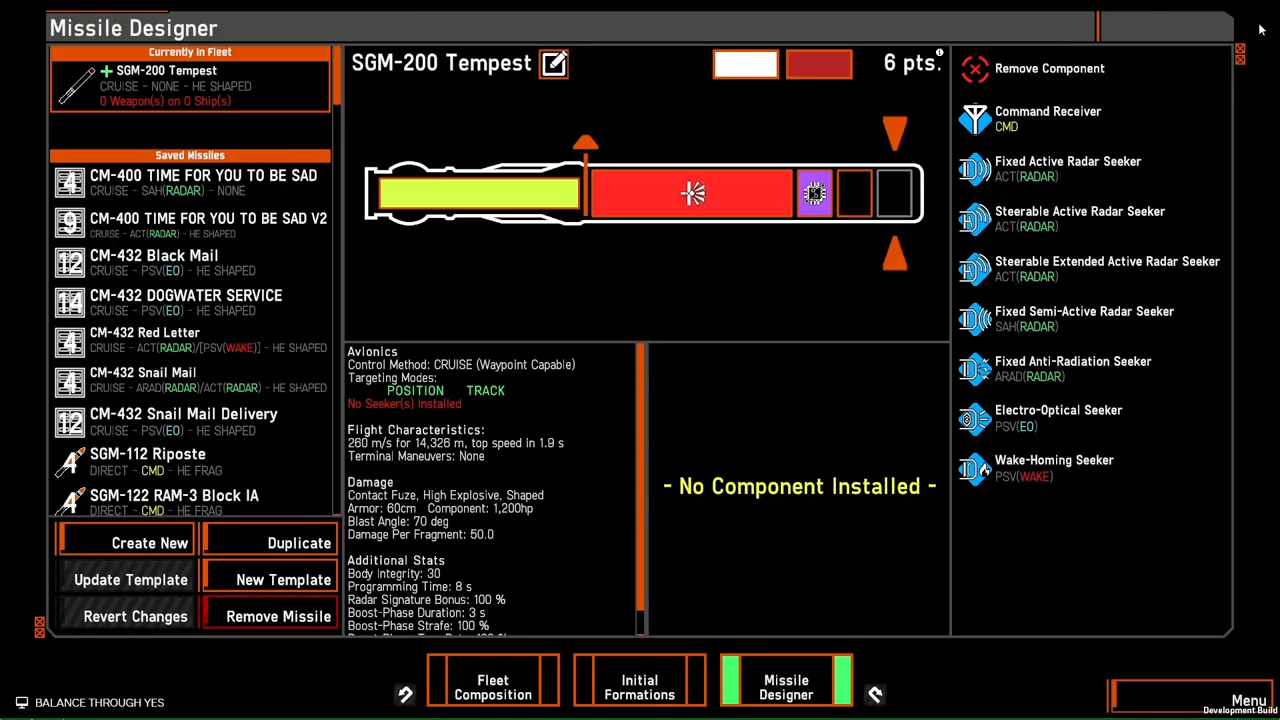 Missile Designer
Currently In Fleet
SGM-200 Tempest
CRUISE - NONE - HE SHAPED
0 Weapon(s) on 0 Ship(s)
Saved Missiles
4
CM-400 TIME FOR YOU TO BE SAD
CRUISE - SAH(RADAR) - NONE
9
CM-400 TIME FOR YOU TO BE SAD V2
CRUISE - ACT(RADAR) - HE SHAPED
12
CM-432 Black Mail
CRUISE - PSV(EO) - HE SHAPED
14
CM-432 DOGWATER SERVICE
CRUISE - PSV(EO) - HE SHAPED
4
CM-432 Red Letter
CRUISE - ACT(RADAR)/[PSV(WAKE)] - HE SHAPED
4
CM-432 Snail Mail
CRUISE - ARAD(RADAR)/ACT(RADAR) - HE SHAPED
12
CM-432 Snail Mail Delivery
CRUISE - PSV(EO) - HE SHAPED
4
SGM-112 Riposte
DIRECT - CMD - HE FRAG
4
SGM-122 RAM-3 Block IA
DIRECT - CMD - HE FRAG
Create New
Duplicate
Update Template
New Template
Revert Changes
Remove Missile
SGM-200 Tempest
6 pts.
Avionics
Control Method: CRUISE (Waypoint Capable)
Targeting Modes:
POSITION TRACK
No Seeker(s) Installed
Flight Characteristics:
260 m/s for 14,326 m, top speed in 1.9 s
Terminal Maneuvers: None
Damage
Contact Fuze, High Explosive, Shaped
Armor: 60cm Component: 1,200hp
Blast Angle: 70 deg
Damage Per Fragment: 50.0
Additional Stats
Body Integrity: 30
Programming Time: 8 s
Radar Signature Bonus: 100 %
Boost-Phase Duration: 3 s
Boost-Phase Strafe: 100 %
- No Component Installed -
Remove Component
Command Receiver
CMD
Fixed Active Radar Seeker
ACT(RADAR)
Steerable Active Radar Seeker
ACT(RADAR)
Steerable Extended Active Radar Seeker
ACT(RADAR)
Fixed Semi-Active Radar Seeker
SAH(RADAR)
Fixed Anti-Radiation Seeker
ARAD(RADAR)
Electro-Optical Seeker
PSV(EO)
Wake-Homing Seeker
PSV(WAKE)
Fleet
Composition
Initial
Formations
Missile
Designer
BALANCE THROUGH YES
Menu
Development Build